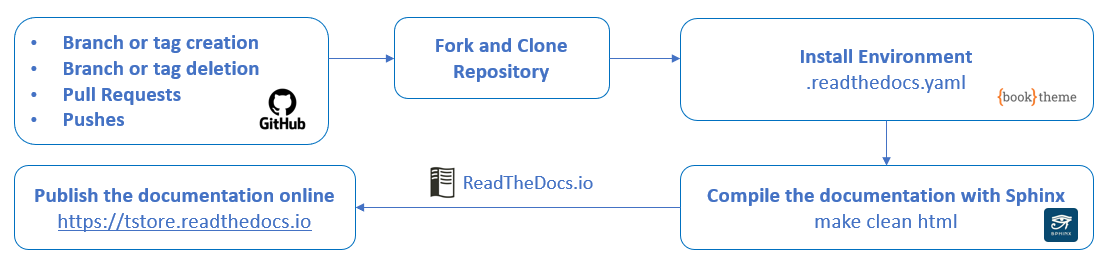 • Branch or tag creation
• Branch or tag deletion
• Pull Requests
• Pushes
GitHub
Fork and Clone
Repository
Install Environment
.readthedocs.yaml
{book}theme
Publish the documentation online
https://tstore.readthedocs.io
ReadTheDocs.io
Compile the documentation with Sphinx
make clean html
SPHINX